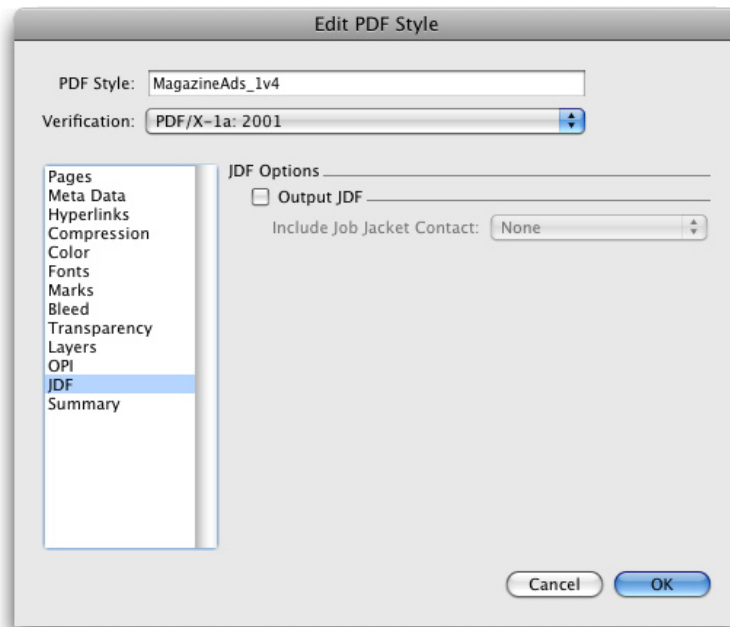 Edit PDF Style
PDF Style: MagazineAds_1v4
Verification: PDF/X-1a: 2001
Pages
Meta Data
Hyperlinks
Compression
Color
Fonts
Marks
Bleed
Transparency
Layers
OPI
JDF
Summary
JDF Options
Output JDF
Include Job Jacket Contact: None
Cancel OK